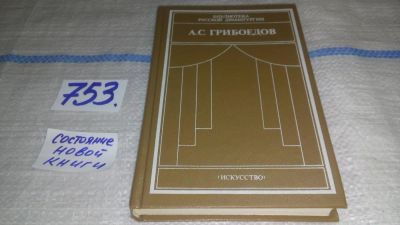 БИБЛИОТЕКА
РУССКОЙ ДРАМАТУРГИИ
А.С. ГРИБОЕДОВ
«ИСКУССТВО»
753.
СОСТОЯНИЕ
НОВОЙ
КНИГИ